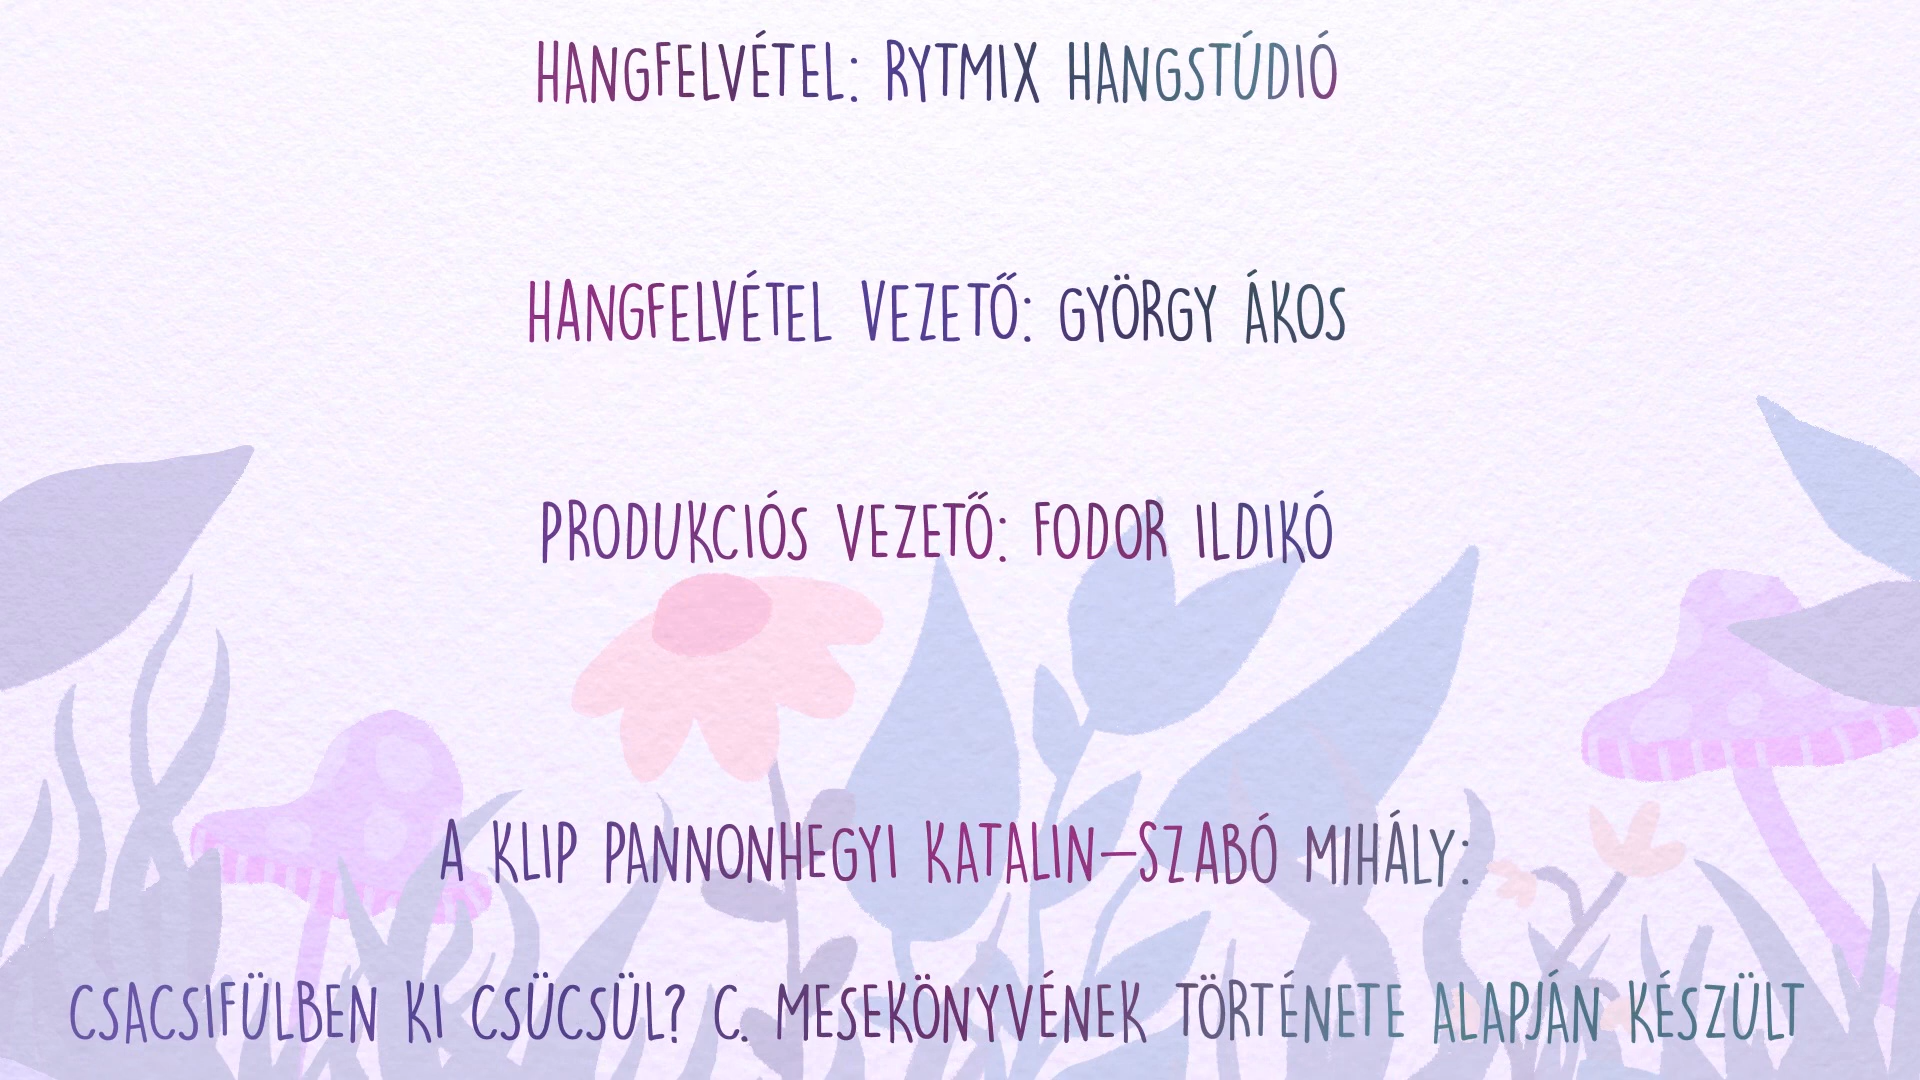 HANGFELVÉTEL: RYTMIX HANGSTÚDIÓ
HANGFELVÉTEL VEZETŐ: GYÖRGY ÁKOS
PRODUKCIÓS VEZETŐ: FODOR ILDIKÓ
A KLIP PANNONHEGYI KATALIN–SZABÓ MIHÁLY:
CSACSIFÜLBEN KI CSÜCSÜL? C. MESEKÖNYVÉNEK TÖRTÉNETE ALAPJÁN KÉSZÜLT